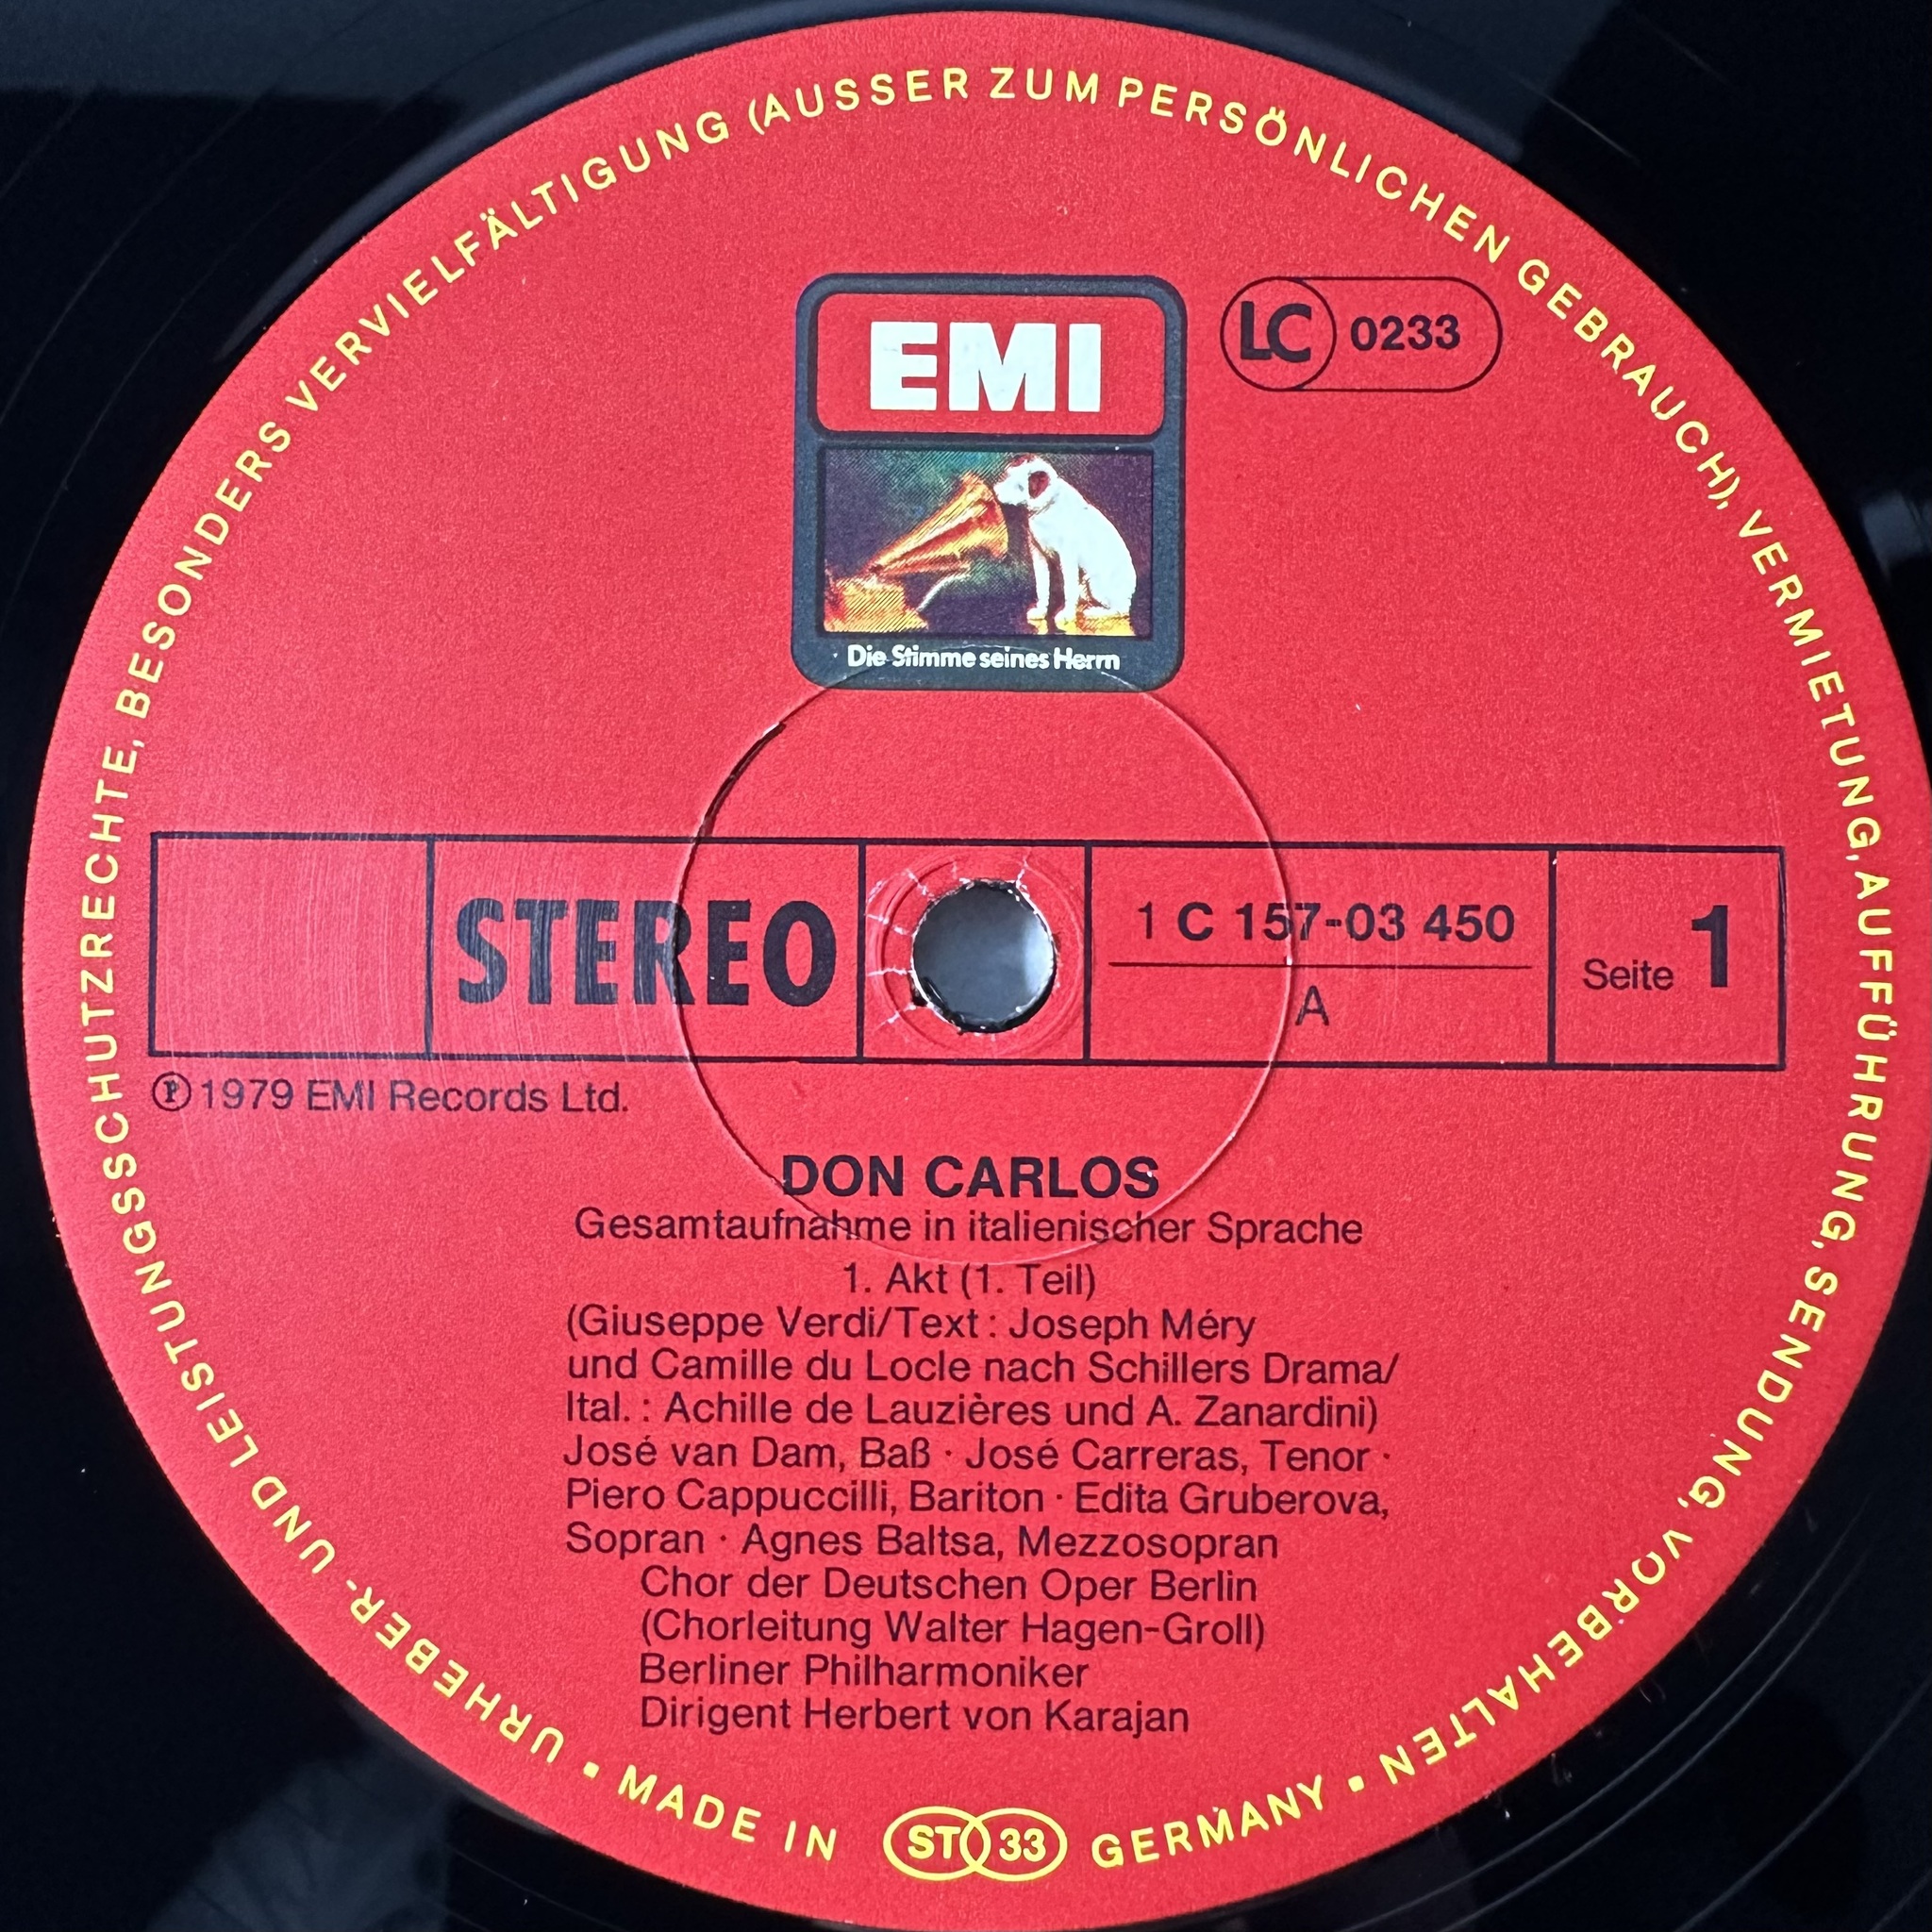 URHEBER- UND LEISTUNGSSCHUTZRECHTE, BESONDERS VERVIELFÄLTIGUNG (AUSSER ZUM PERSÖNLICHEN GEBRAUCH), VERMIETUNG, AUFFÜHRUNG, SENDUNG, VORBEHALTEN
EMI
LC 0233
Die Stimme seines Herrn
STEREO
1 C 157-03 450
A
Seite 1
Ⓟ 1979 EMI Records Ltd.
DON CARLOS
Gesamtaufnahme in italienischer Sprache
1. Akt (1. Teil)
(Giuseppe Verdi/Text : Joseph Méry
und Camille du Locle nach Schillers Drama/
Ital. : Achille de Lauzières und A. Zanardini)
José van Dam, Baß · José Carreras, Tenor ·
Piero Cappuccilli, Bariton · Edita Gruberova,
Sopran · Agnes Baltsa, Mezzosopran
Chor der Deutschen Oper Berlin
(Chorleitung Walter Hagen-Groll)
Berliner Philharmoniker
Dirigent Herbert von Karajan
• MADE IN ST 33 GERMANY •